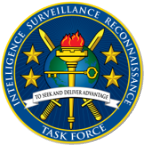 INTELLIGENCE SURVEILLANCE RECONNAISSANCE
TO SEEK AND DELIVER ADVANTAGE
TASK FORCE